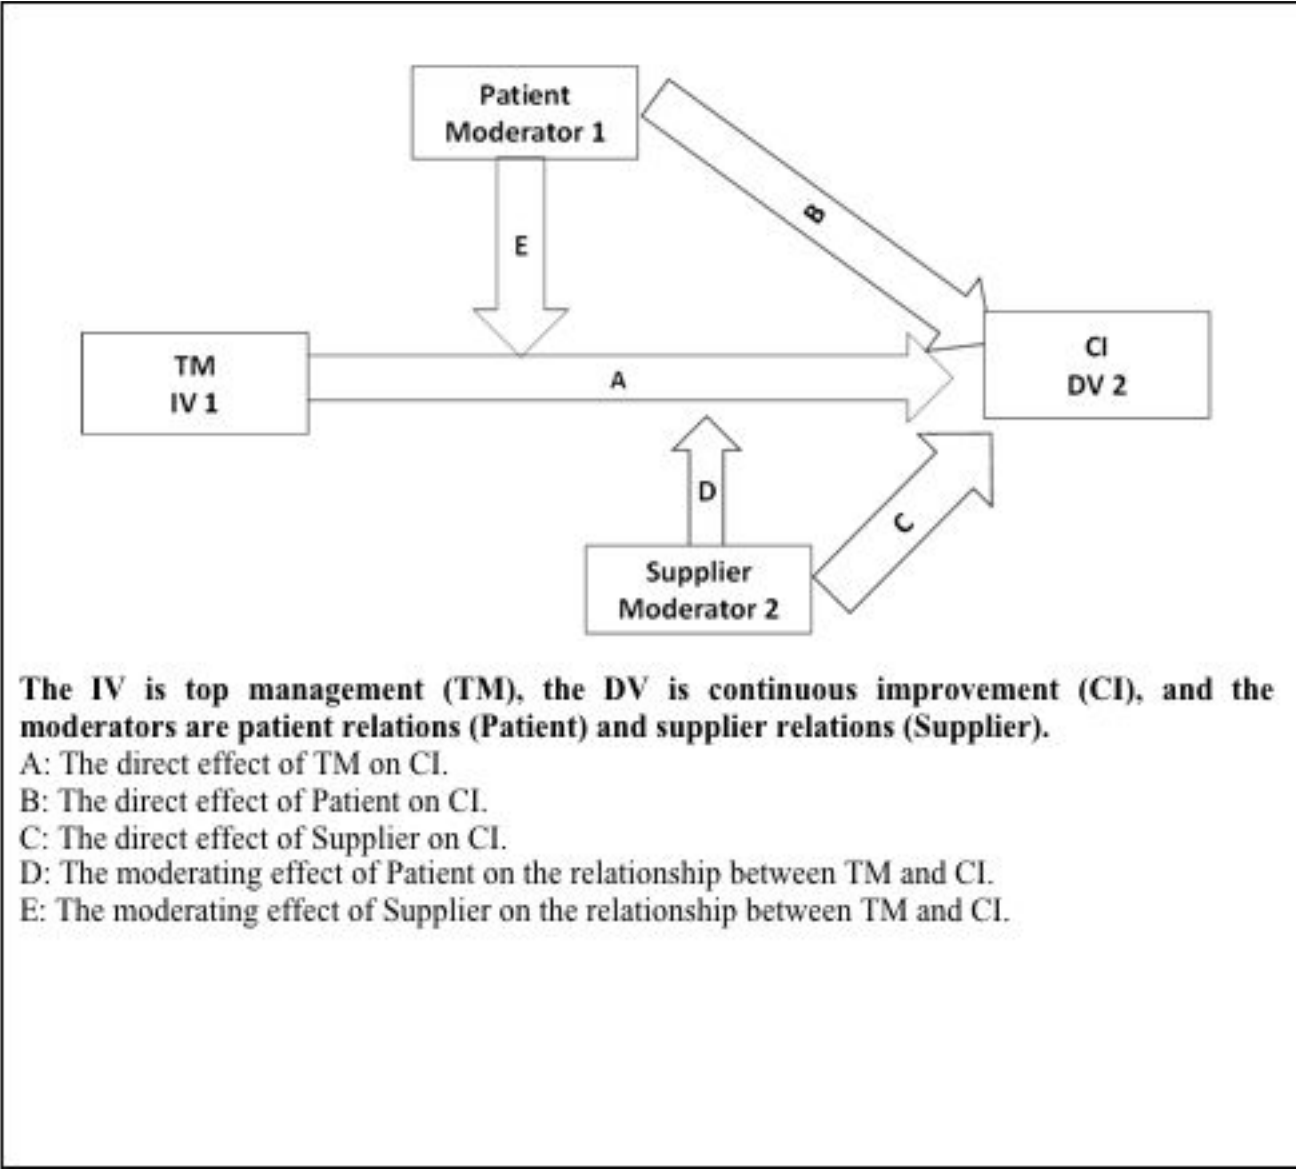 Patient
Moderator 1
B
E
TM
IV 1
A
CI
DV 2
D
C
Supplier
Moderator 2
The IV is top management (TM), the DV is continuous improvement (CI), and the
moderators are patient relations (Patient) and supplier relations (Supplier).
A: The direct effect of TM on CI.
B: The direct effect of Patient on CI.
C: The direct effect of Supplier on CI.
D: The moderating effect of Patient on the relationship between TM and CI.
E: The moderating effect of Supplier on the relationship between TM and CI.